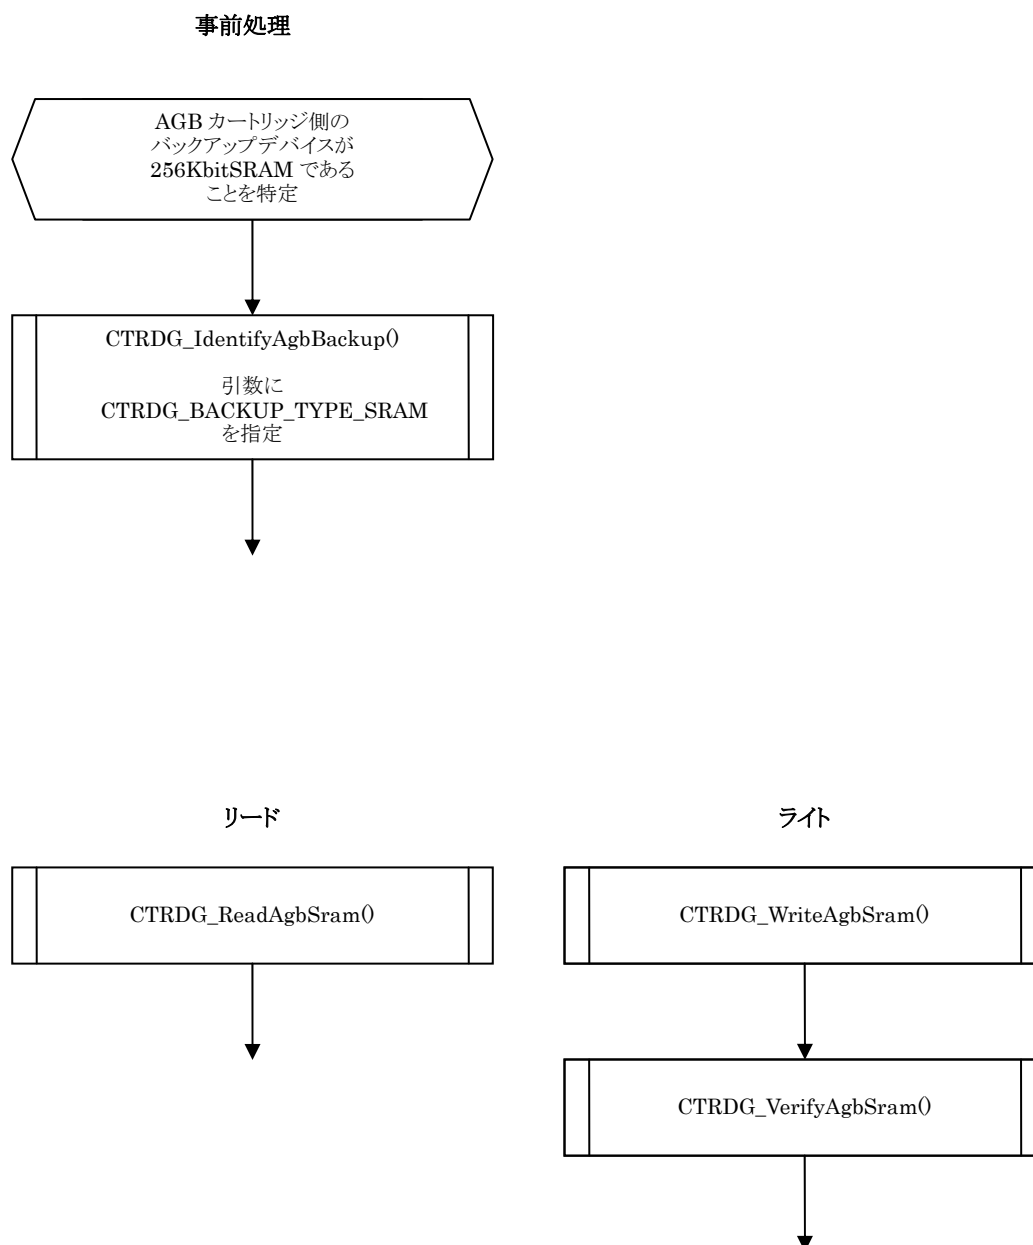 事前処理
AGB カートリッジ側の
バックアップデバイスが
256KbitSRAM である
ことを特定
CTRDG_IdentifyAgbBackup()
引数に
CTRDG_BACKUP_TYPE_SRAM
を指定
リード
ライト
CTRDG_ReadAgbSram()
CTRDG_WriteAgbSram()
CTRDG_VerifyAgbSram()